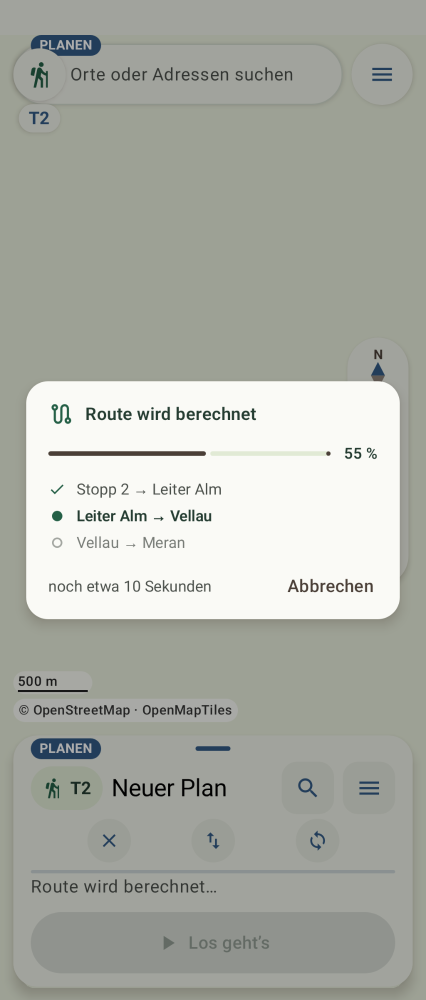 PLANEN
Orte oder Adressen suchen
T2
N
Route wird berechnet
55 %
Stopp 2 → Leiter Alm
Leiter Alm → Vellau
Vellau → Meran
noch etwa 10 Sekunden
Abbrechen
500 m
© OpenStreetMap · OpenMapTiles
PLANEN
T2 Neuer Plan
Route wird berechnet…
Los geht's